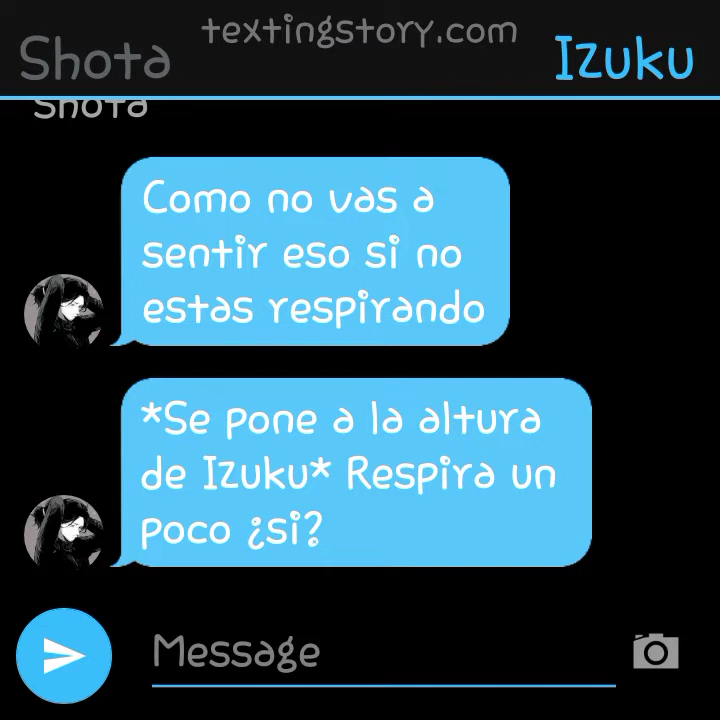 textingstory.com
Shota
Izuku
Shota
Como no vas a
sentir eso si no
estas respirando
*Se pone a la altura
de Izuku* Respira un
poco ¿si?
Message